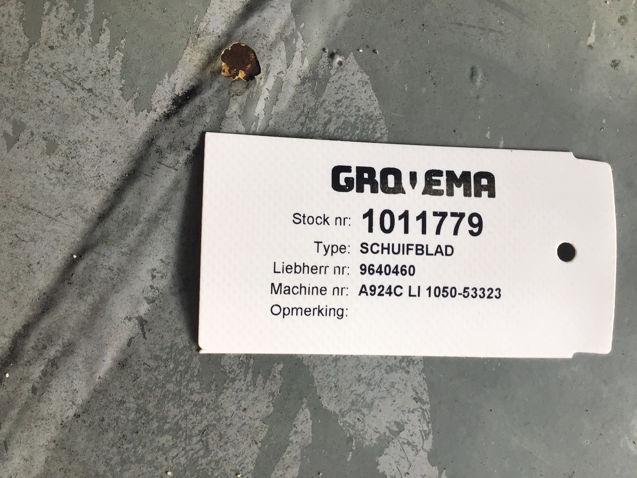 GROVEMA
Stock nr: 1011779
Type: SCHUIFBLAD
Liebherr nr: 9640460
Machine nr: A924C LI 1050-53323
Opmerking: